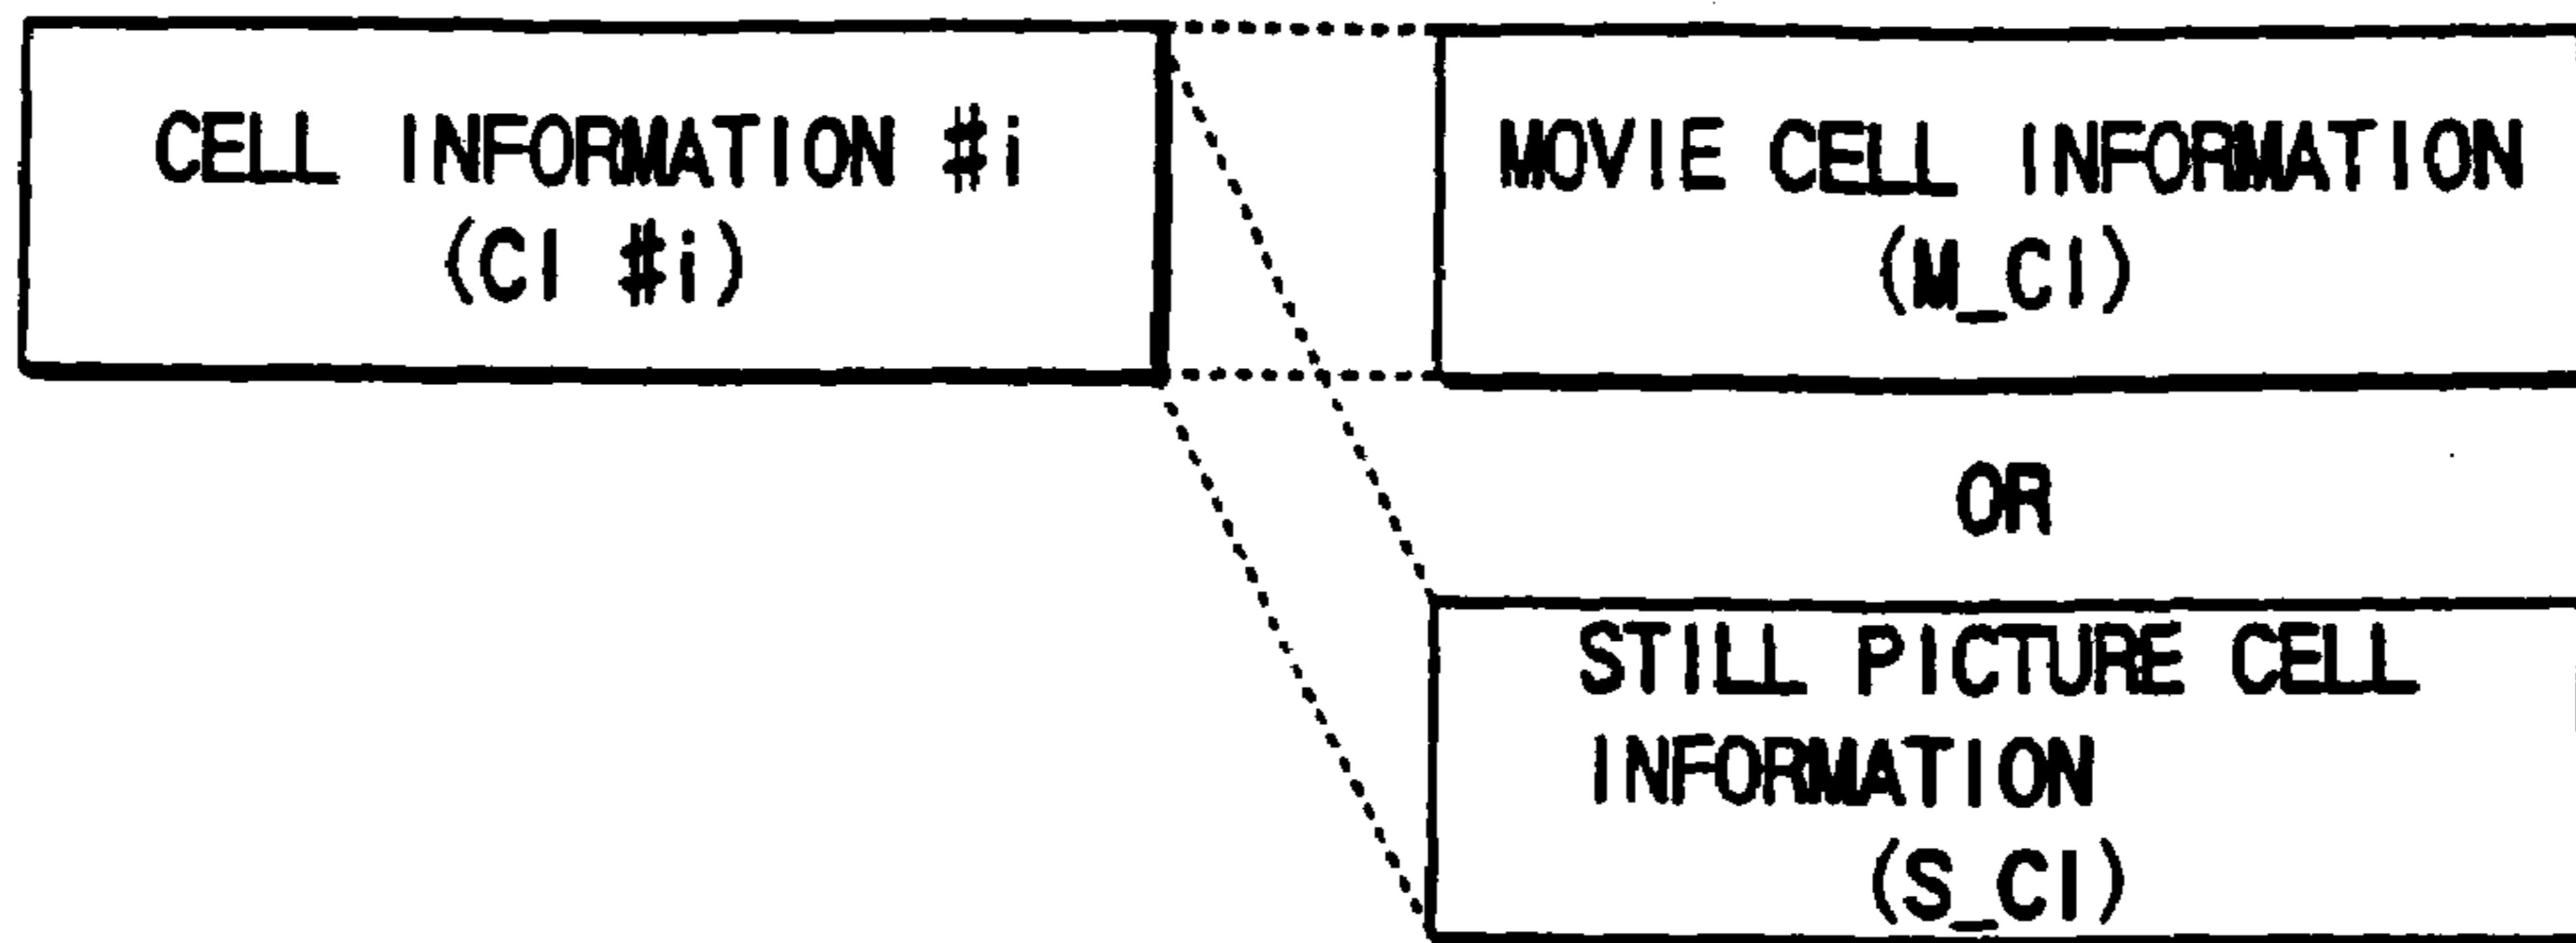 CELL INFORMATION #i
(CI #i)
MOVIE CELL INFORMATION
(M_CI)
OR
STILL PICTURE CELL
INFORMATION
(S_CI)